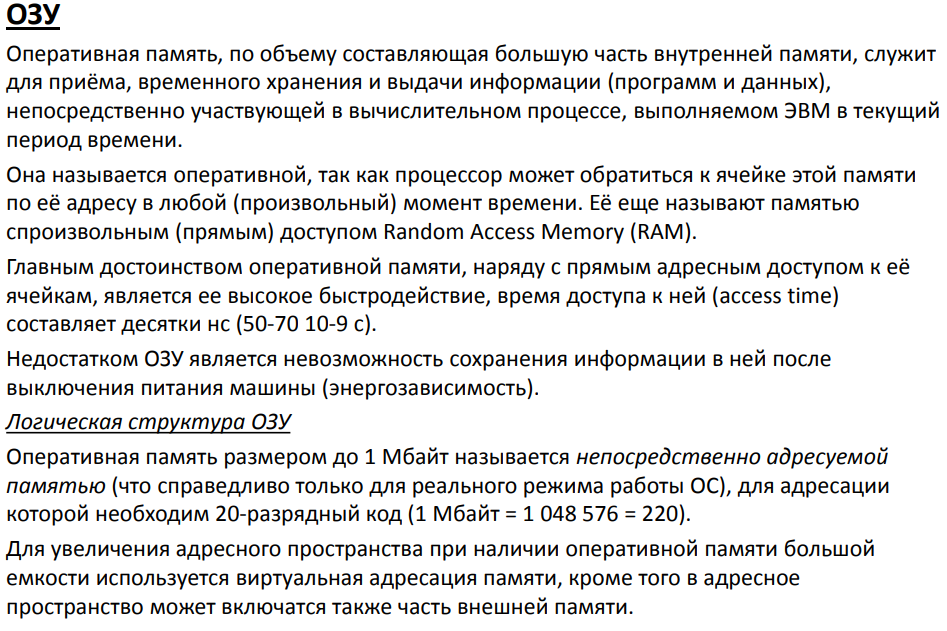 ОЗУ
Оперативная память, по объему составляющая большую часть внутренней памяти, служит
для приёма, временного хранения и выдачи информации (программ и данных),
непосредственно участвующей в вычислительном процессе, выполняемом ЭВМ в текущий
период времени.
Она называется оперативной, так как процессор может обратиться к ячейке этой памяти
по её адресу в любой (произвольный) момент времени. Её еще называют памятью
спроизвольным (прямым) доступом Random Access Memory (RAM).
Главным достоинством оперативной памяти, наряду с прямым адресным доступом к её
ячейкам, является ее высокое быстродействие, время доступа к ней (access time)
составляет десятки нс (50-70 10-9 с).
Недостатком ОЗУ является невозможность сохранения информации в ней после
выключения питания машины (энергозависимость).
Логическая структура ОЗУ
Оперативная память размером до 1 Мбайт называется непосредственно адресуемой
памятью (что справедливо только для реального режима работы ОС), для адресации
которой необходим 20-разрядный код (1 Мбайт = 1 048 576 = 220).
Для увеличения адресного пространства при наличии оперативной памяти большой
емкости используется виртуальная адресация памяти, кроме того в адресное
пространство может включатся также часть внешней памяти.